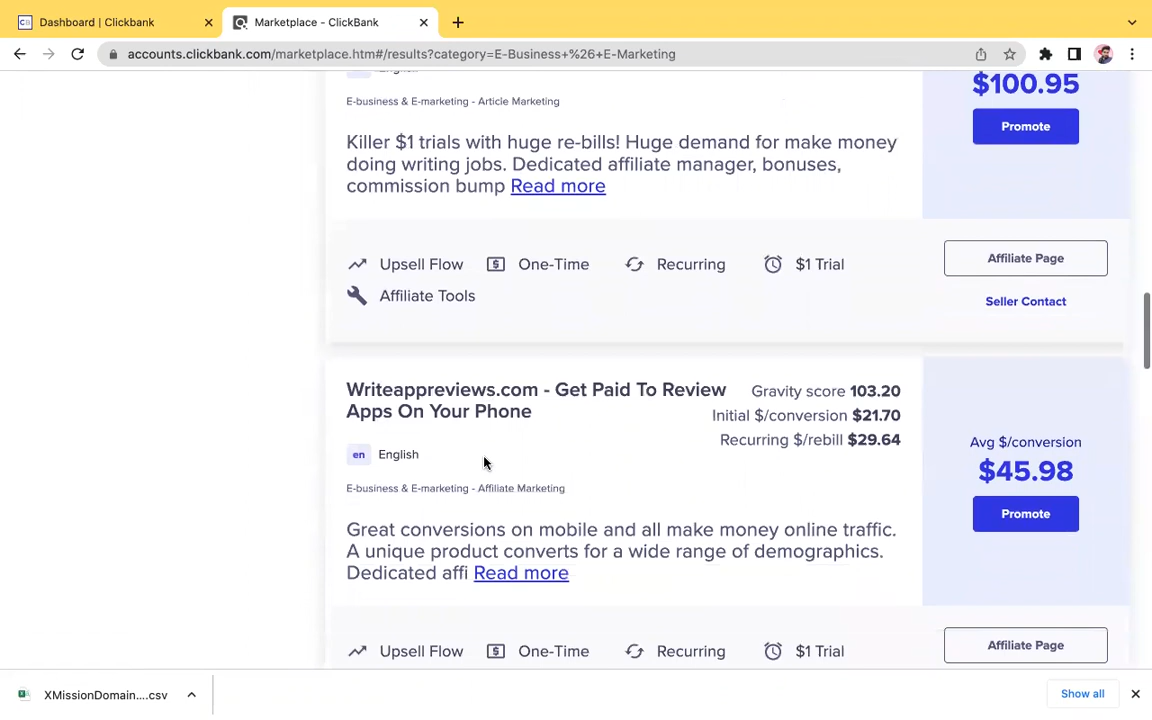 Dashboard | Clickbank
Marketplace - ClickBank
accounts.clickbank.com/marketplace.htm#/results?category=E-Business+%26+E-Marketing
English
E-business & E-marketing - Article Marketing
$100.95
Promote
Killer $1 trials with huge re-bills! Huge demand for make money
doing writing jobs. Dedicated affiliate manager, bonuses,
commission bump Read more
Upsell Flow One-Time Recurring $1 Trial
Affiliate Tools
Affiliate Page
Seller Contact
Writeappreviews.com - Get Paid To Review
Apps On Your Phone
Gravity score 103.20
Initial $/conversion $21.70
Recurring $/rebill $29.64
en English
E-business & E-marketing - Affiliate Marketing
Avg $/conversion
$45.98
Promote
Great conversions on mobile and all make money online traffic.
A unique product converts for a wide range of demographics.
Dedicated affi Read more
Upsell Flow One-Time Recurring $1 Trial
Affiliate Page
XMissionDomain....csv
Show all